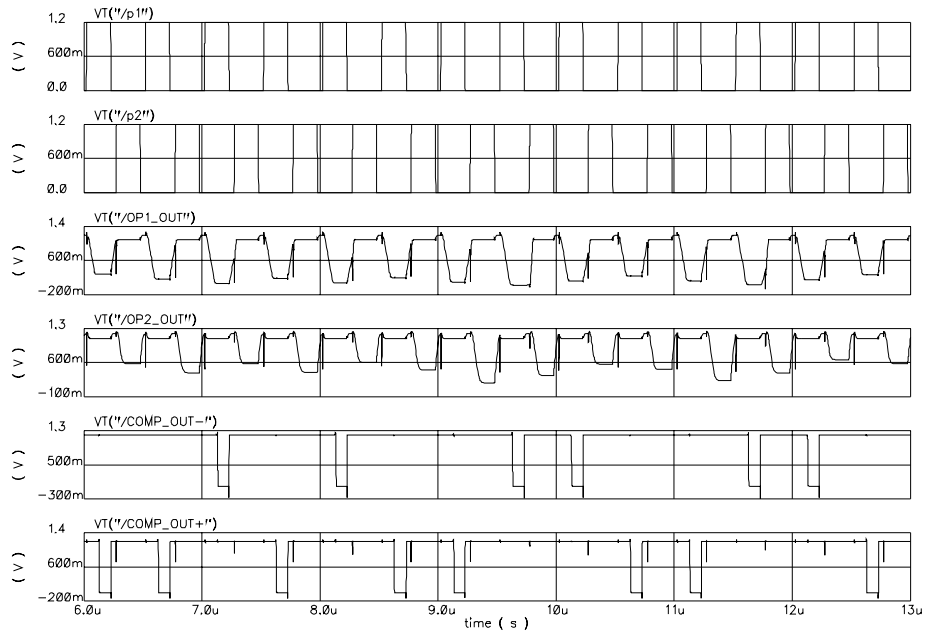 VT("/p1")
1.2
600m
0.0
( V )
VT("/p2")
1.2
600m
0.0
( V )
VT("/OP1_OUT")
1.4
600m
-200m
( V )
VT("/OP2_OUT")
1.3
600m
-100m
( V )
VT("/COMP_OUT-")
1.3
500m
-300m
( V )
VT("/COMP_OUT+")
1.4
600m
-200m
( V )
6.0u 7.0u 8.0u 9.0u 10u 11u 12u 13u
time ( s )